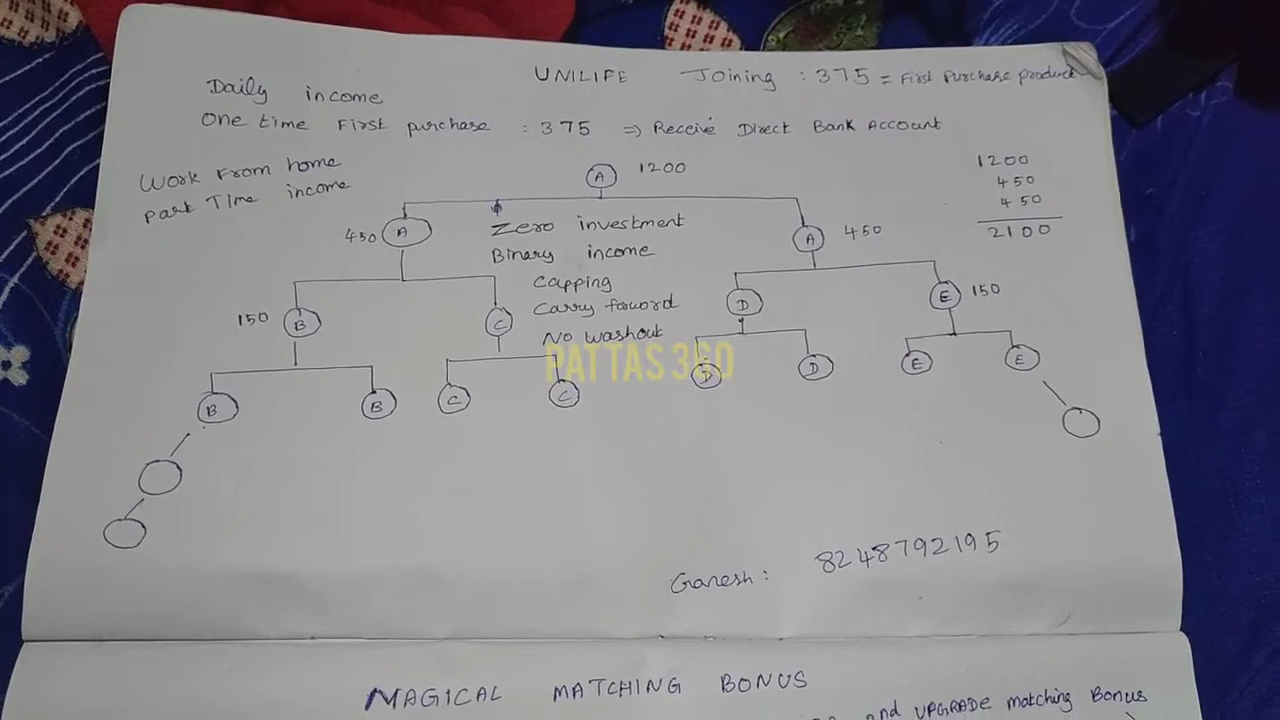 UNILIFE Joining : 375 = First Purchase product
Daily income
One time First purchase : 375 => Receive Direct Bank Account
Work From home
Part Time income
A 1200
1200
450
450
2100
450 A
A 450
Zero investment
Binary income
Capping
Carry forword
No washout
150 B
C
D
E 150
PATTAS 360
B
B
C
C
D
D
E
E
Ganesh : 8248792195
MAGICAL MATCHING BONUS
and UPGRADE matching Bonus